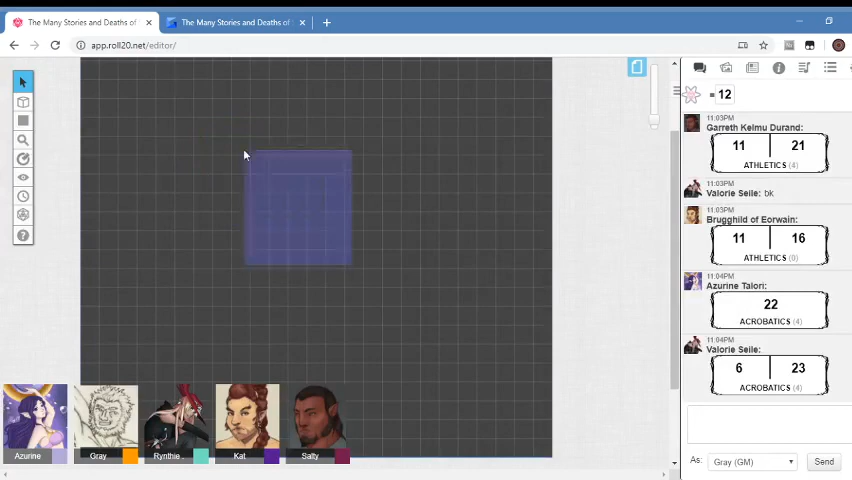 The Many Stories and Deaths of
The Many Stories and Deaths of
app.roll20.net/editor/
= 12
11:03PM
Garreth Kelmu Durand:
11 21
ATHLETICS (4)
11:03PM
Valorie Seile: bk
11:03PM
Brugghild of Eorwain:
11 16
ATHLETICS (0)
11:04PM
Azurine Talori:
22
ACROBATICS (4)
11:04PM
Valorie Seile:
6 23
ACROBATICS (4)
Azurine
Gray
Rynthie .
Kat
Salty
As: Gray (GM) Send